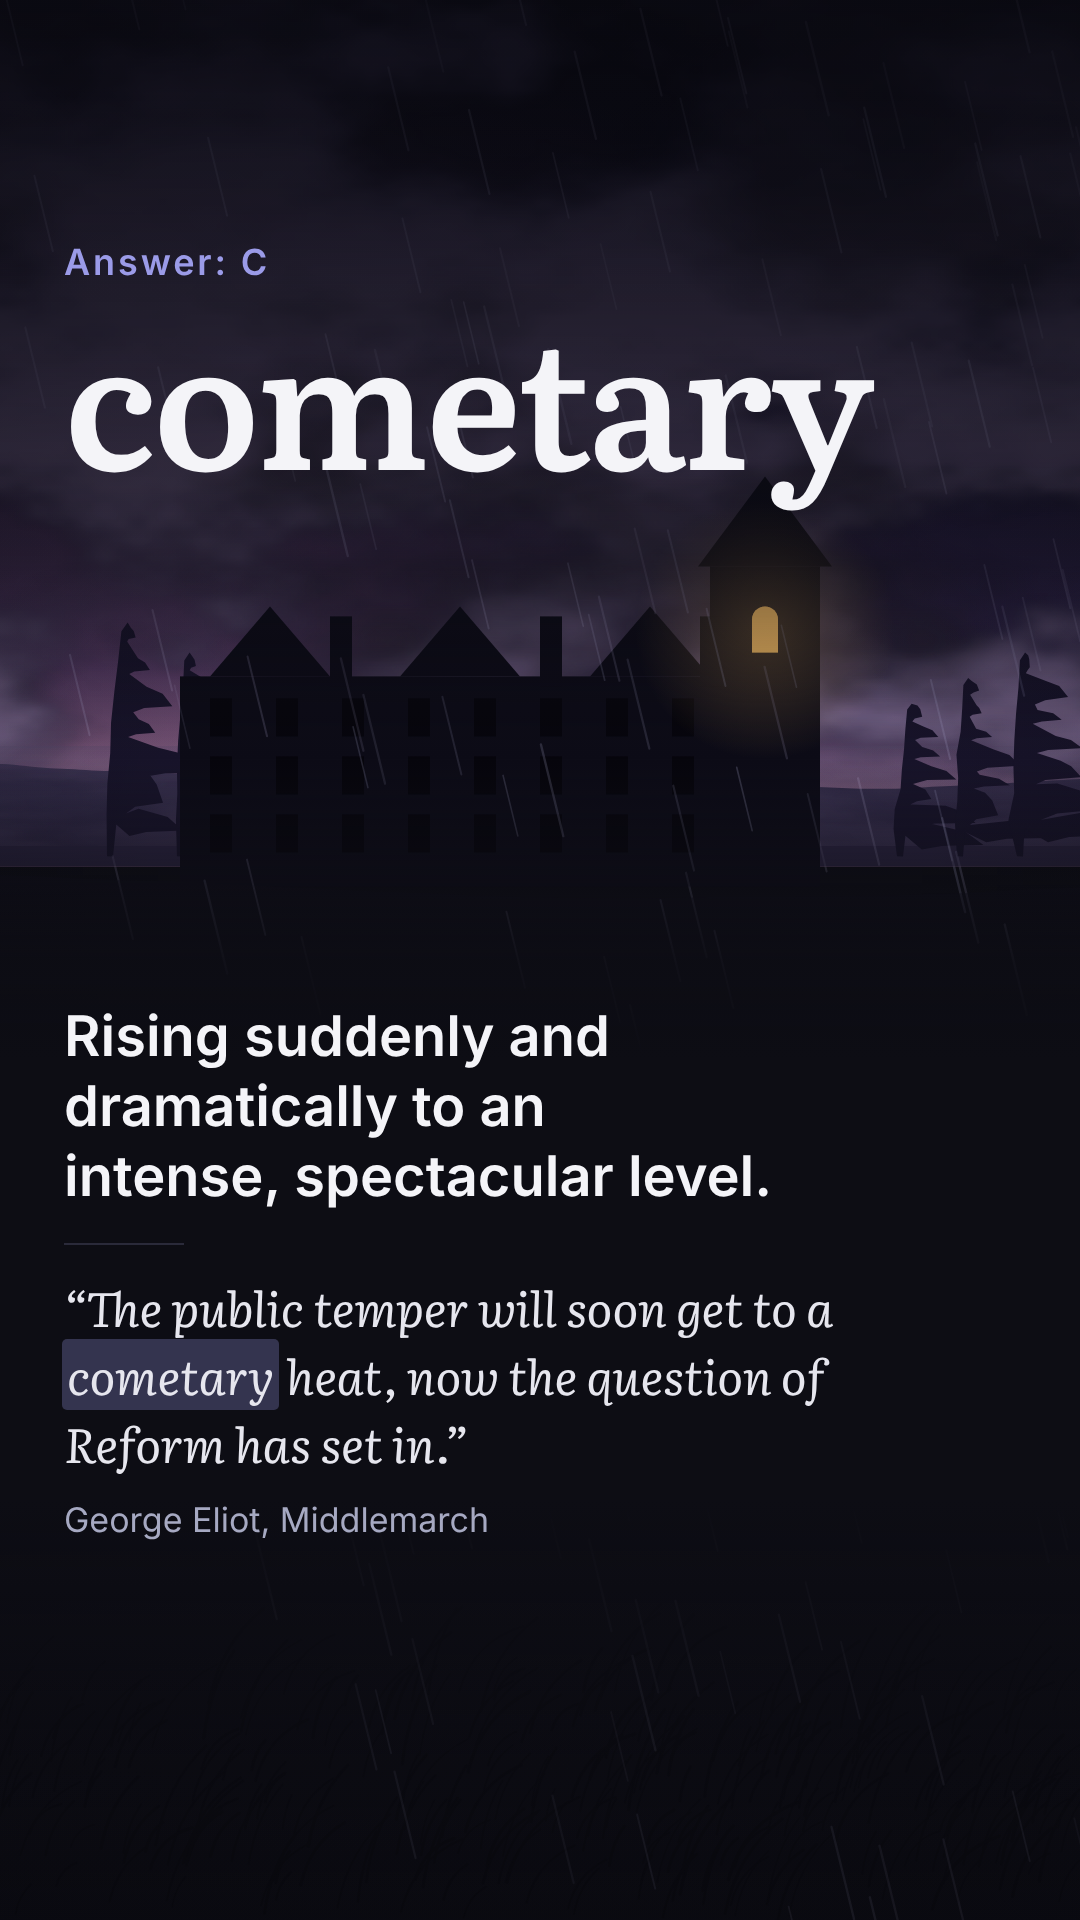 Answer: C
cometary
Rising suddenly and
dramatically to an
intense, spectacular level.
“The public temper will soon get to a
cometary heat, now the question of
Reform has set in.”
George Eliot, Middlemarch